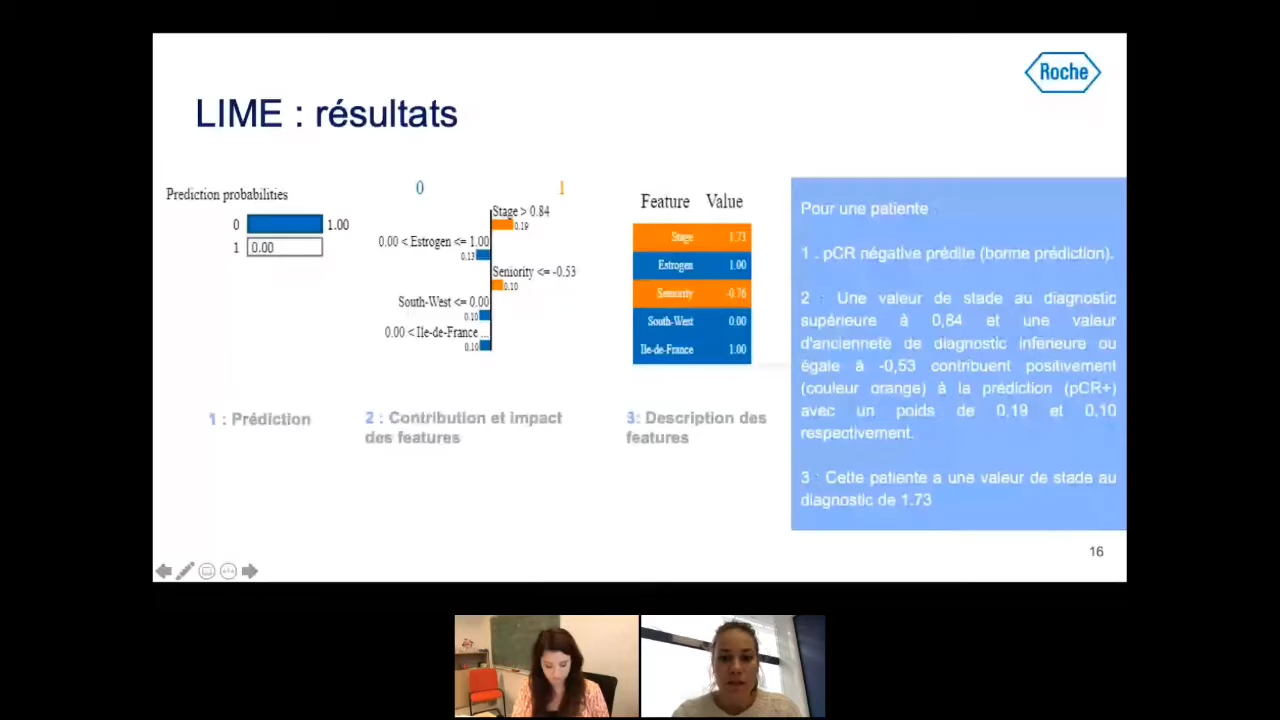 Roche
LIME : résultats
Prediction probabilities
0 1.00
1 0.00
0 1
Stage > 0.84
0.19
0.00 < Estrogen <= 1.00
0.13
Seniority <= -0.53
0.10
South-West <= 0.00
0.10
0.00 < Ile-de-France ...
0.10
Feature Value
Stage 1.73
Estrogen 1.00
Seniority -0.76
South-West 0.00
Ile-de-France 1.00
1 : Prédiction
2 : Contribution et impact
des features
3: Description des
features
Pour une patiente
1 . pCR négative prédite (borme prédiction).
2 : Une valeur de stade au diagnostic
supérieure à 0,84 et une valeur
d'ancienneté de diagnostic inférieure ou
égale à -0,53 contribuent positivement
(couleur orange) à la prédiction (pCR+)
avec un poids de 0,19 et 0,10
respectivement.
3 : Cette patiente a une valeur de stade au
diagnostic de 1.73
16